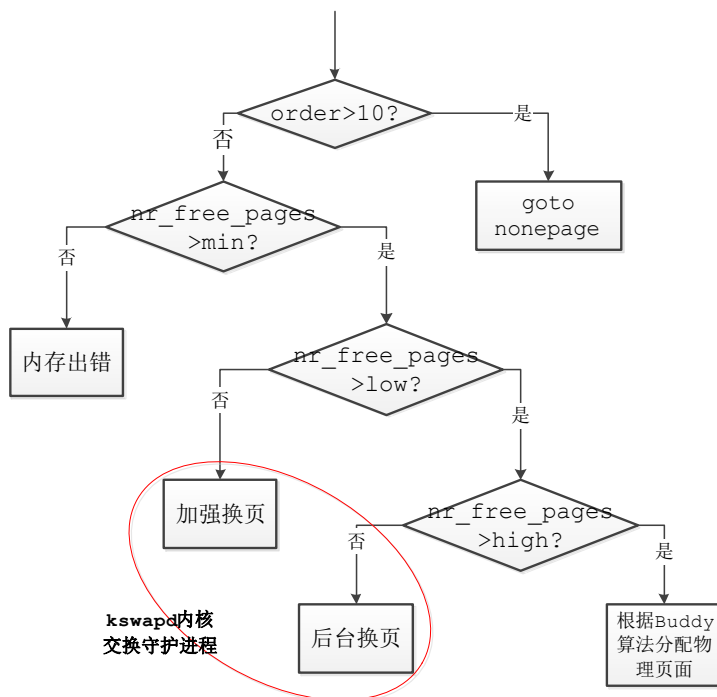 order>10?
否
是
nr_free_pages
>min?
goto
nonepage
否
是
内存出错
nr_free_pages
>low?
否
是
加强换页
nr_free_pages
>high?
否
是
kswapd内核
交换守护进程
后台换页
根据Buddy
算法分配物
理页面